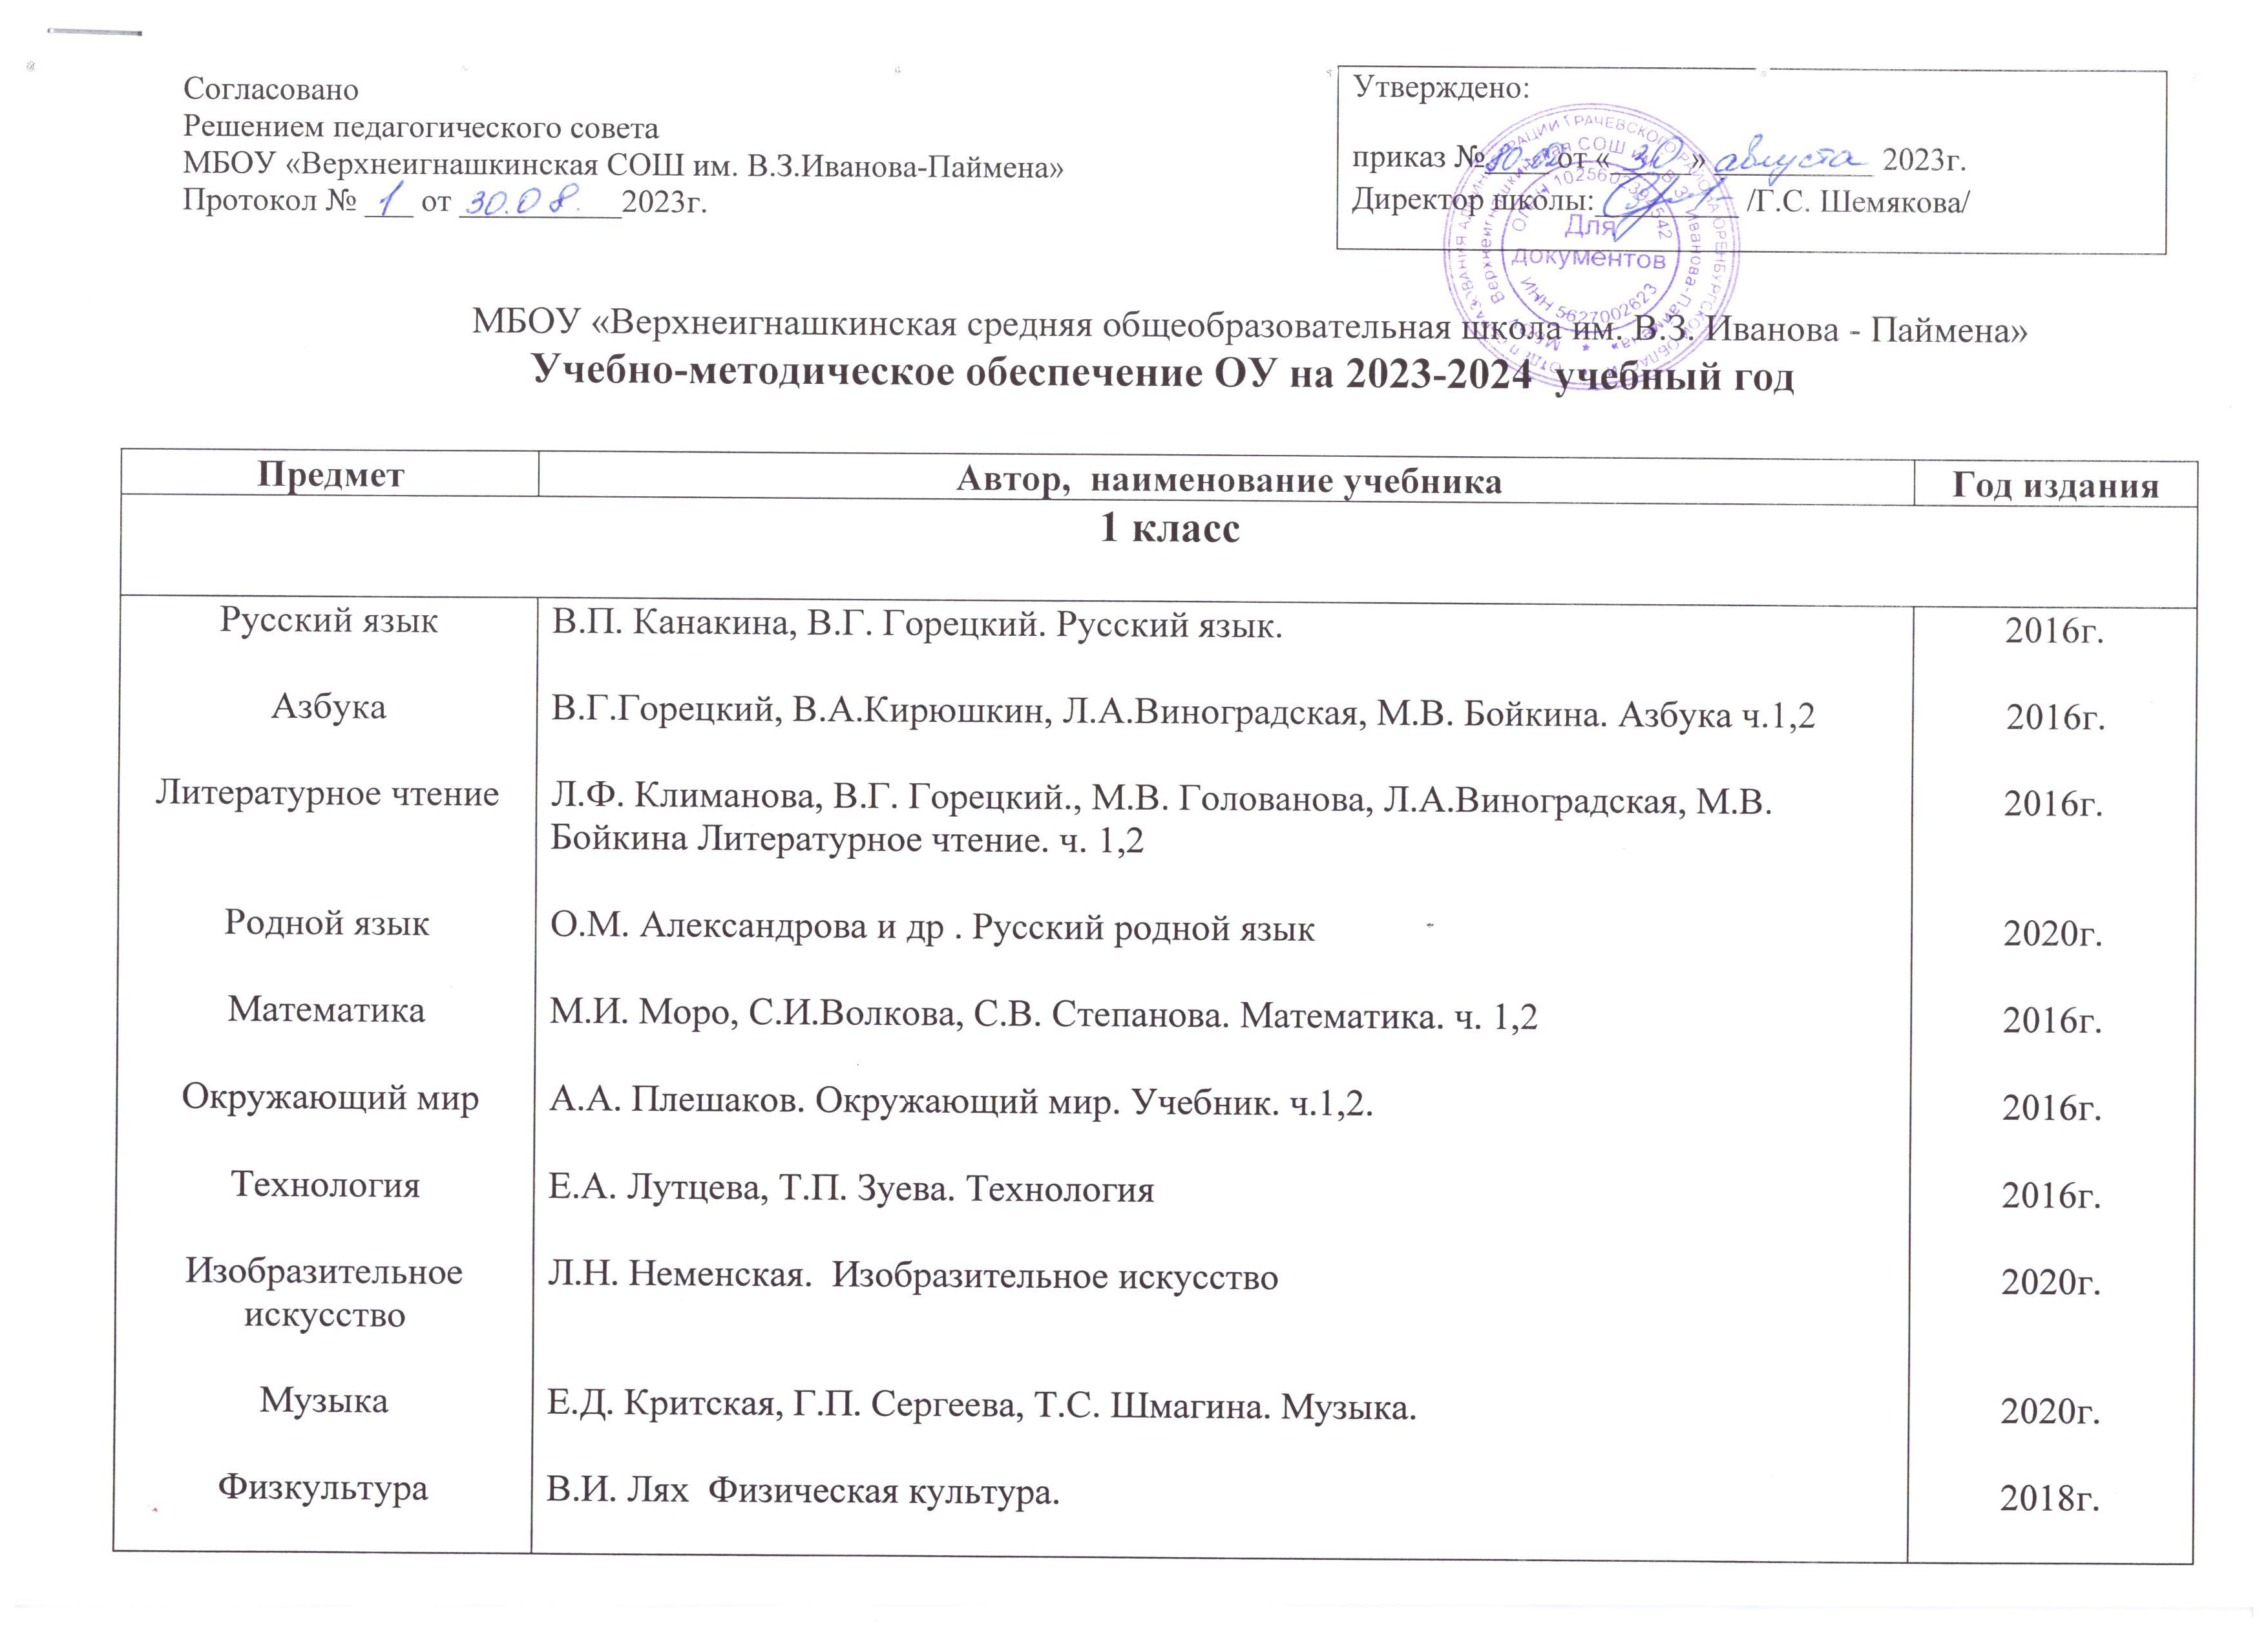 Согласовано
Решением педагогического совета
МБОУ «Верхнеигнашкинская СОШ им. В.З.Иванова-Паймена»
Протокол № 1 от 30.08. 2023г.
Утверждено:
приказ № от « 30 » августа 2023г.
Директор школы: /Г.С. Шемякова/
Для
документов
ИНН 5627002623
МБОУ «Верхнеигнашкинская средняя общеобразовательная школа им. В.З. Иванова - Паймена»
Учебно-методическое обеспечение ОУ на 2023-2024 учебный год
Предмет Автор, наименование учебника Год издания
1 класс
Русский язык В.П. Канакина, В.Г. Горецкий. Русский язык. 2016г.
Азбука В.Г.Горецкий, В.А.Кирюшкин, Л.А.Виноградская, М.В. Бойкина. Азбука ч.1,2 2016г.
Литературное чтение Л.Ф. Климанова, В.Г. Горецкий., М.В. Голованова, Л.А.Виноградская, М.В. 2016г.
Бойкина Литературное чтение. ч. 1,2
Родной язык О.М. Александрова и др . Русский родной язык 2020г.
Математика М.И. Моро, С.И.Волкова, С.В. Степанова. Математика. ч. 1,2 2016г.
Окружающий мир А.А. Плешаков. Окружающий мир. Учебник. ч.1,2. 2016г.
Технология Е.А. Лутцева, Т.П. Зуева. Технология 2016г.
Изобразительное Л.Н. Неменская. Изобразительное искусство 2020г.
искусство
Музыка Е.Д. Критская, Г.П. Сергеева, Т.С. Шмагина. Музыка. 2020г.
Физкультура В.И. Лях Физическая культура. 2018г.